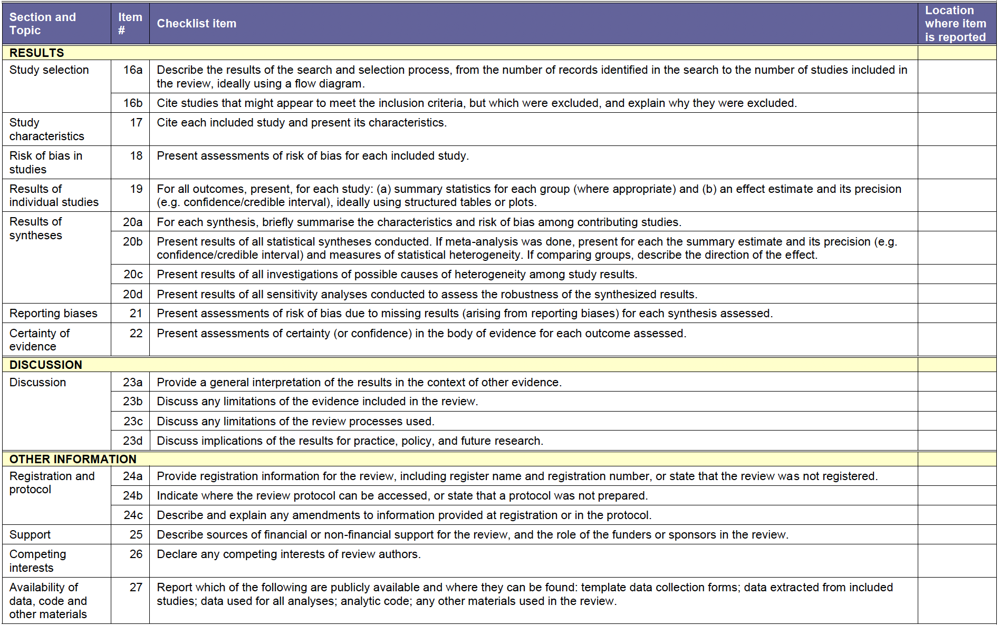 Section and Topic Item # Checklist item Location where item is reported
RESULTS
Study selection 16a Describe the results of the search and selection process, from the number of records identified in the search to the number of studies included in
the review, ideally using a flow diagram.
16b Cite studies that might appear to meet the inclusion criteria, but which were excluded, and explain why they were excluded.
Study 17 Cite each included study and present its characteristics.
characteristics
Risk of bias in 18 Present assessments of risk of bias for each included study.
studies
Results of 19 For all outcomes, present, for each study: (a) summary statistics for each group (where appropriate) and (b) an effect estimate and its precision
individual studies (e.g. confidence/credible interval), ideally using structured tables or plots.
Results of 20a For each synthesis, briefly summarise the characteristics and risk of bias among contributing studies.
syntheses
20b Present results of all statistical syntheses conducted. If meta-analysis was done, present for each the summary estimate and its precision (e.g.
confidence/credible interval) and measures of statistical heterogeneity. If comparing groups, describe the direction of the effect.
20c Present results of all investigations of possible causes of heterogeneity among study results.
20d Present results of all sensitivity analyses conducted to assess the robustness of the synthesized results.
Reporting biases 21 Present assessments of risk of bias due to missing results (arising from reporting biases) for each synthesis assessed.
Certainty of 22 Present assessments of certainty (or confidence) in the body of evidence for each outcome assessed.
evidence
DISCUSSION
Discussion 23a Provide a general interpretation of the results in the context of other evidence.
23b Discuss any limitations of the evidence included in the review.
23c Discuss any limitations of the review processes used.
23d Discuss implications of the results for practice, policy, and future research.
OTHER INFORMATION
Registration and 24a Provide registration information for the review, including register name and registration number, or state that the review was not registered.
protocol
24b Indicate where the review protocol can be accessed, or state that a protocol was not prepared.
24c Describe and explain any amendments to information provided at registration or in the protocol.
Support 25 Describe sources of financial or non-financial support for the review, and the role of the funders or sponsors in the review.
Competing 26 Declare any competing interests of review authors.
interests
Availability of 27 Report which of the following are publicly available and where they can be found: template data collection forms; data extracted from included
data, code and studies; data used for all analyses; analytic code; any other materials used in the review.
other materials